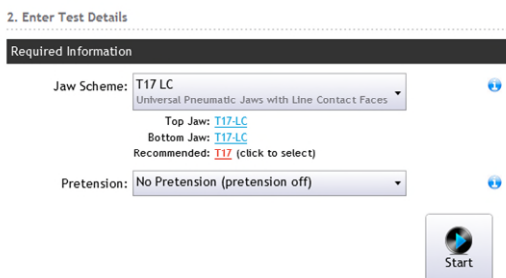 2. Enter Test Details
Required Information
Jaw Scheme: T17 LC
Universal Pneumatic Jaws with Line Contact Faces
Top Jaw: T17-LC
Bottom Jaw: T17-LC
Recommended: T17 (click to select)
Pretension: No Pretension (pretension off)
Start